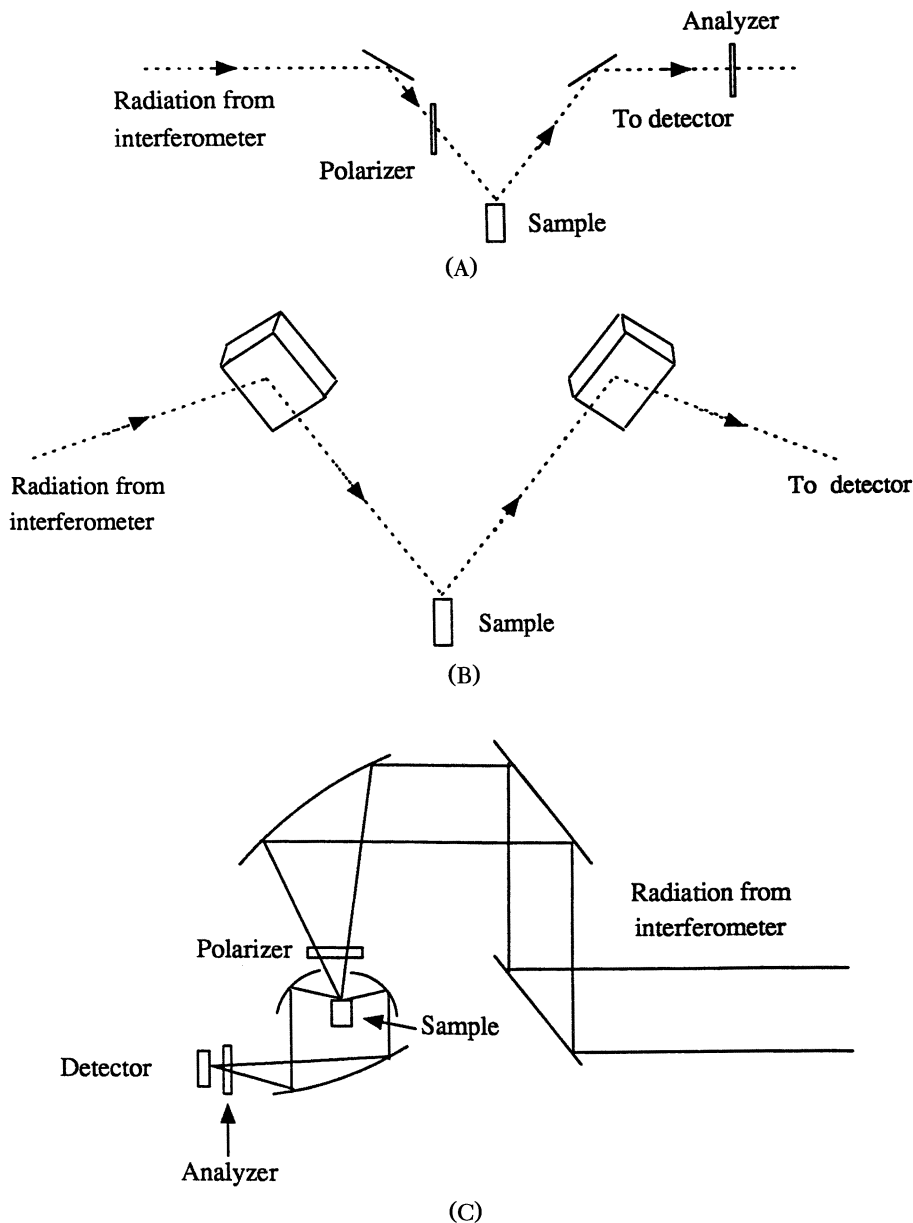 Analyzer
Radiation from
interferometer
To detector
Polarizer
Sample
(A)
Radiation from
interferometer
To detector
Sample
(B)
Radiation from
interferometer
Polarizer
Sample
Detector
Analyzer
(C)